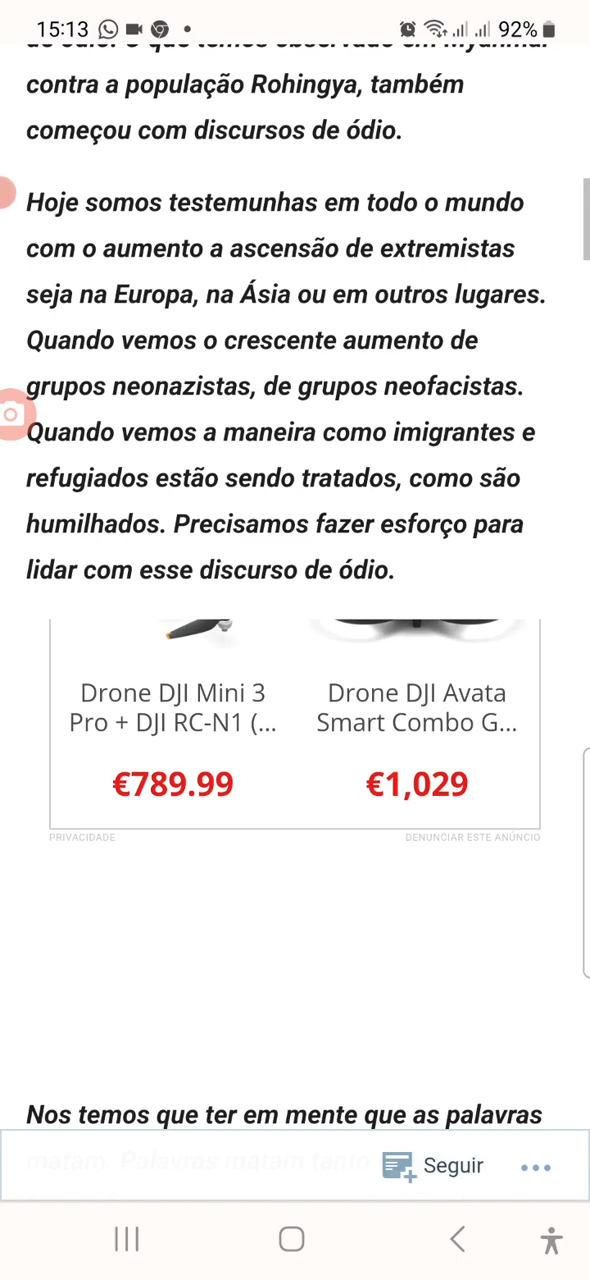 15:13
92%
contra a população Rohingya, também
começou com discursos de ódio.
Hoje somos testemunhas em todo o mundo
com o aumento a ascensão de extremistas
seja na Europa, na Ásia ou em outros lugares.
Quando vemos o crescente aumento de
grupos neonazistas, de grupos neofacistas.
Quando vemos a maneira como imigrantes e
refugiados estão sendo tratados, como são
humilhados. Precisamos fazer esforço para
lidar com esse discurso de ódio.
Drone DJI Mini 3
Pro + DJI RC-N1 (...
€789.99
Drone DJI Avata
Smart Combo G...
€1,029
PRIVACIDADE
DENUNCIAR ESTE ANÚNCIO
Nos temos que ter em mente que as palavras
matam. Palavras matam tanto
Seguir